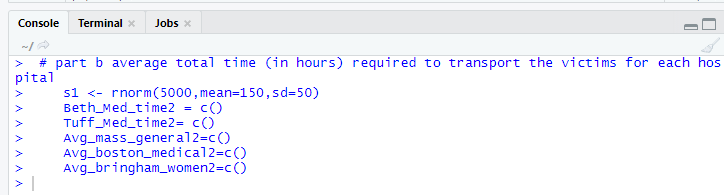 Console Terminal × Jobs ×
~/
>  # part b average total time (in hours) required to transport the victims for each hos
pital
>     s1 <- rnorm(5000,mean=150,sd=50)
>     Beth_Med_time2 = c()
>     Tuff_Med_time2= c()
>     Avg_mass_general2=c()
>     Avg_boston_medical2=c()
>     Avg_bringham_women2=c()
>